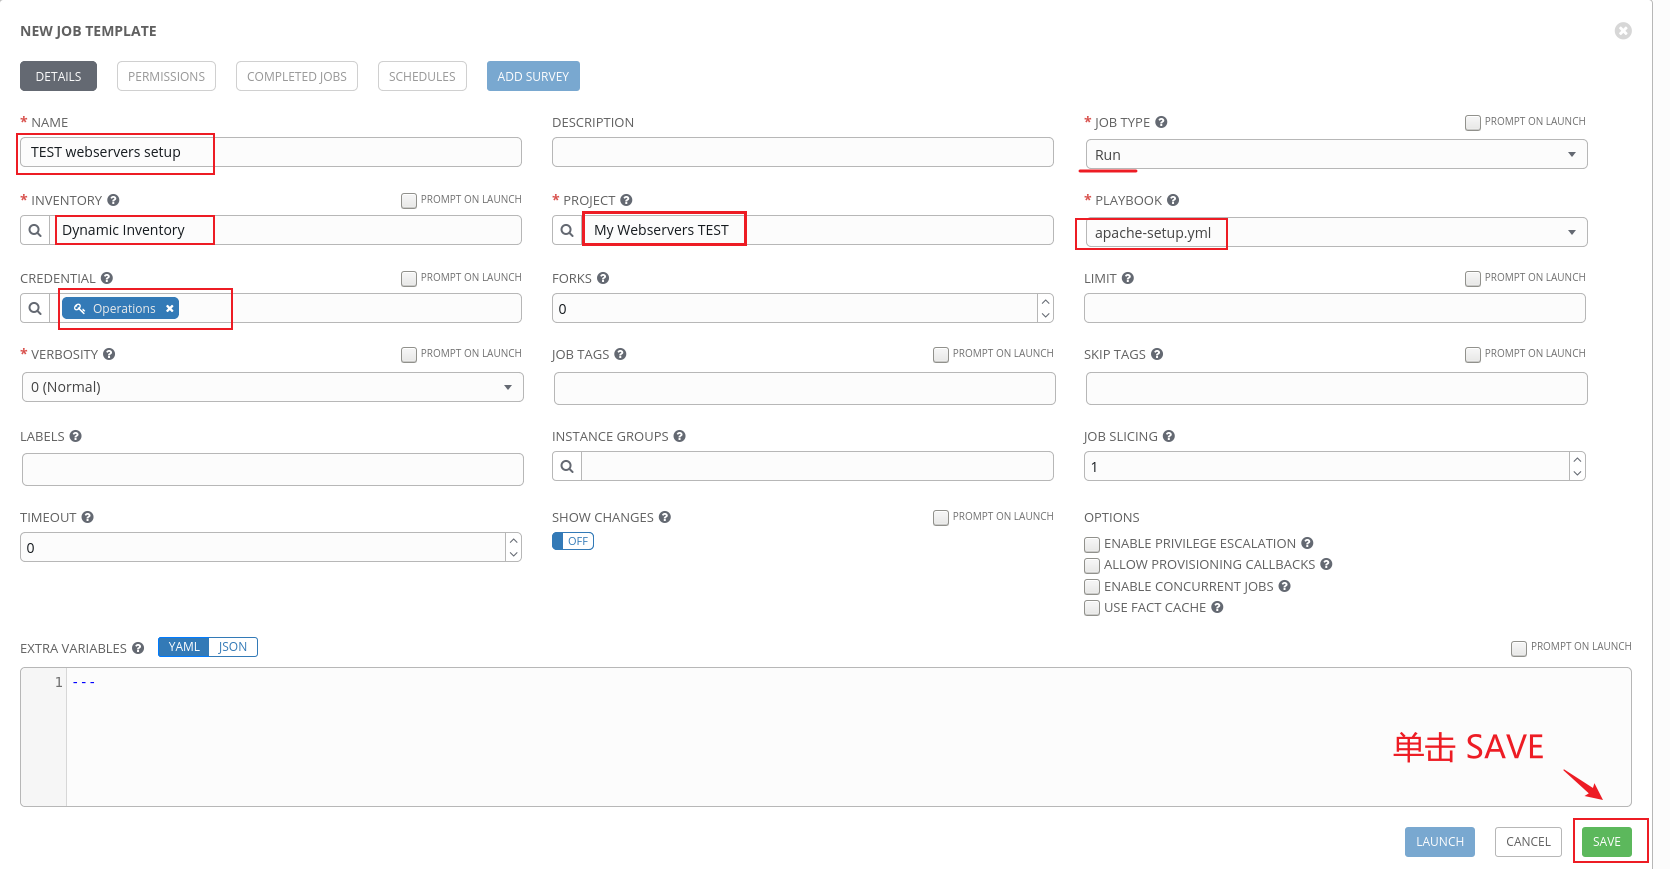 NEW JOB TEMPLATE
DETAILS PERMISSIONS COMPLETED JOBS SCHEDULES ADD SURVEY
* NAME DESCRIPTION * JOB TYPE PROMPT ON LAUNCH
TEST webservers setup Run
* INVENTORY PROMPT ON LAUNCH * PROJECT * PLAYBOOK
Dynamic Inventory My Webservers TEST apache-setup.yml
CREDENTIAL PROMPT ON LAUNCH FORKS LIMIT PROMPT ON LAUNCH
Operations 0
* VERBOSITY PROMPT ON LAUNCH JOB TAGS PROMPT ON LAUNCH SKIP TAGS PROMPT ON LAUNCH
0 (Normal)
LABELS INSTANCE GROUPS JOB SLICING
1
TIMEOUT SHOW CHANGES PROMPT ON LAUNCH OPTIONS
0 OFF ENABLE PRIVILEGE ESCALATION
ALLOW PROVISIONING CALLBACKS
ENABLE CONCURRENT JOBS
USE FACT CACHE
EXTRA VARIABLES YAML JSON PROMPT ON LAUNCH
1 ---
单击 SAVE
LAUNCH CANCEL SAVE